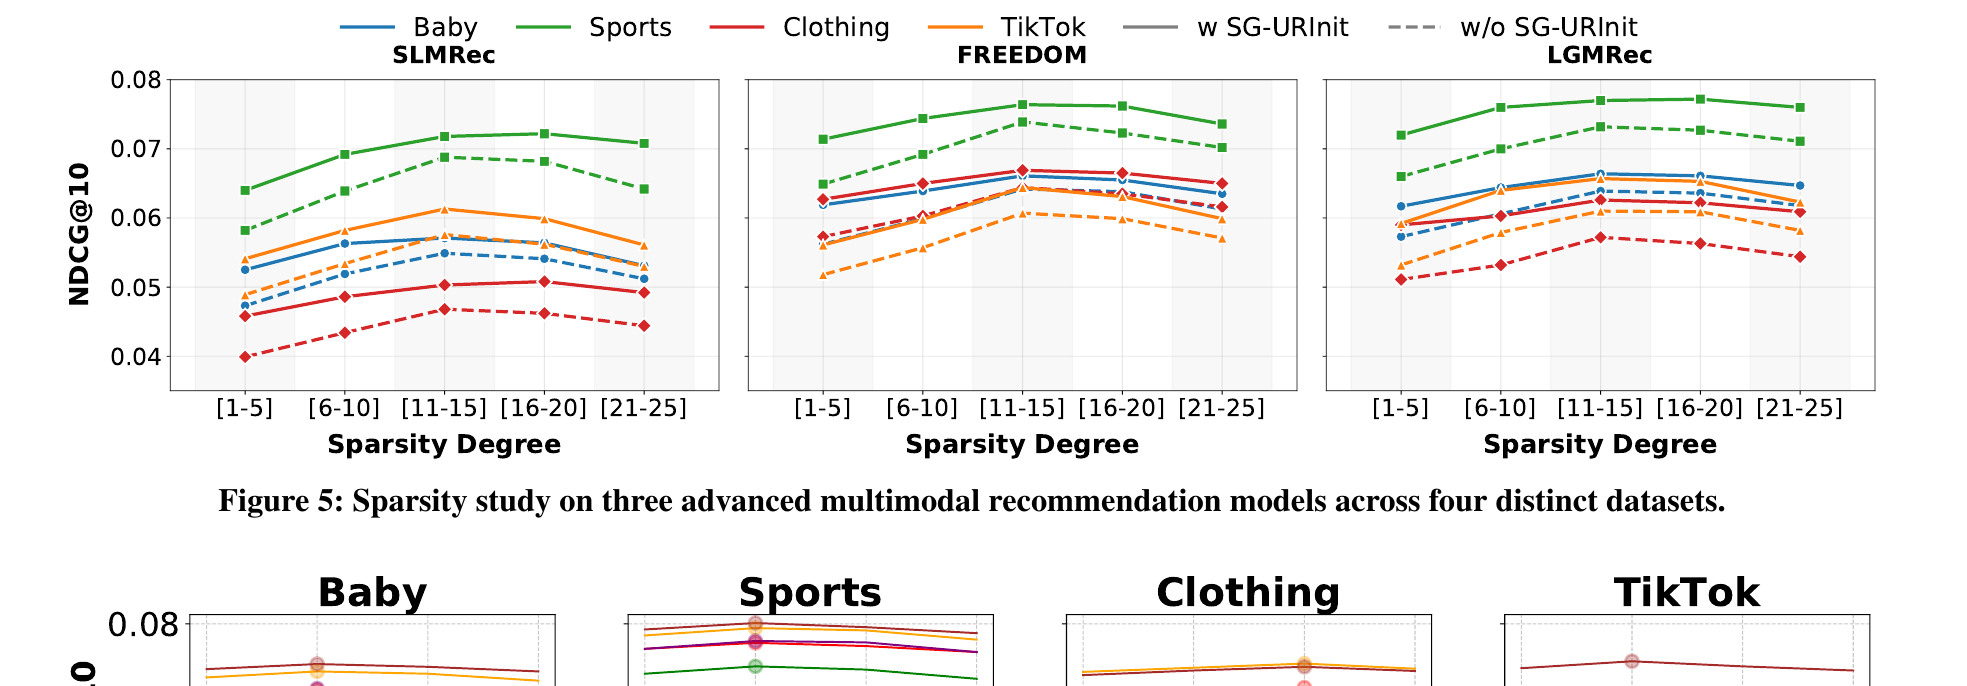 Baby Sports Clothing TikTok w SG-URInit w/o SG-URInit
SLMRec FREEDOM LGMRec
0.08
0.07
0.06
0.05
0.04
NDCG@10
[1-5] [6-10] [11-15] [16-20] [21-25] [1-5] [6-10] [11-15] [16-20] [21-25] [1-5] [6-10] [11-15] [16-20] [21-25]
Sparsity Degree Sparsity Degree Sparsity Degree
Figure 5: Sparsity study on three advanced multimodal recommendation models across four distinct datasets.
Baby Sports Clothing TikTok
0.08